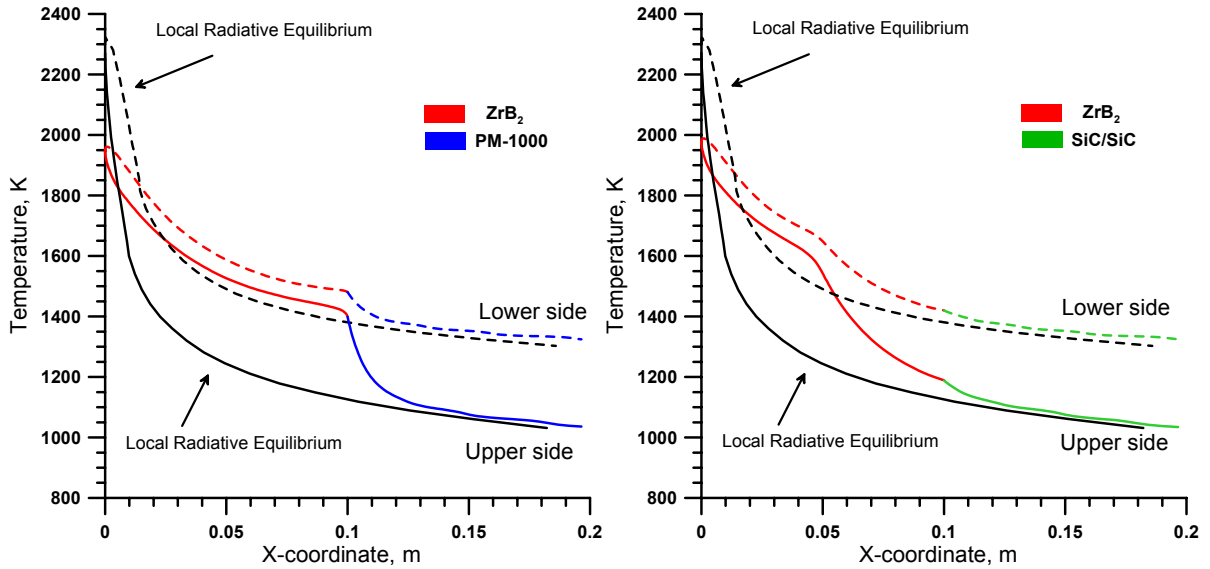 2400
2200
2000
1800
1600
1400
1200
1000
800
Temperature, K
Local Radiative Equilibrium
ZrB2
PM-1000
Lower side
Local Radiative Equilibrium
Upper side
0
0.05
0.1
0.15
0.2
X-coordinate, m
2400
2200
2000
1800
1600
1400
1200
1000
800
Temperature, K
Local Radiative Equilibrium
ZrB2
SiC/SiC
Lower side
Local Radiative Equilibrium
Upper side
0
0.05
0.1
0.15
0.2
X-coordinate, m